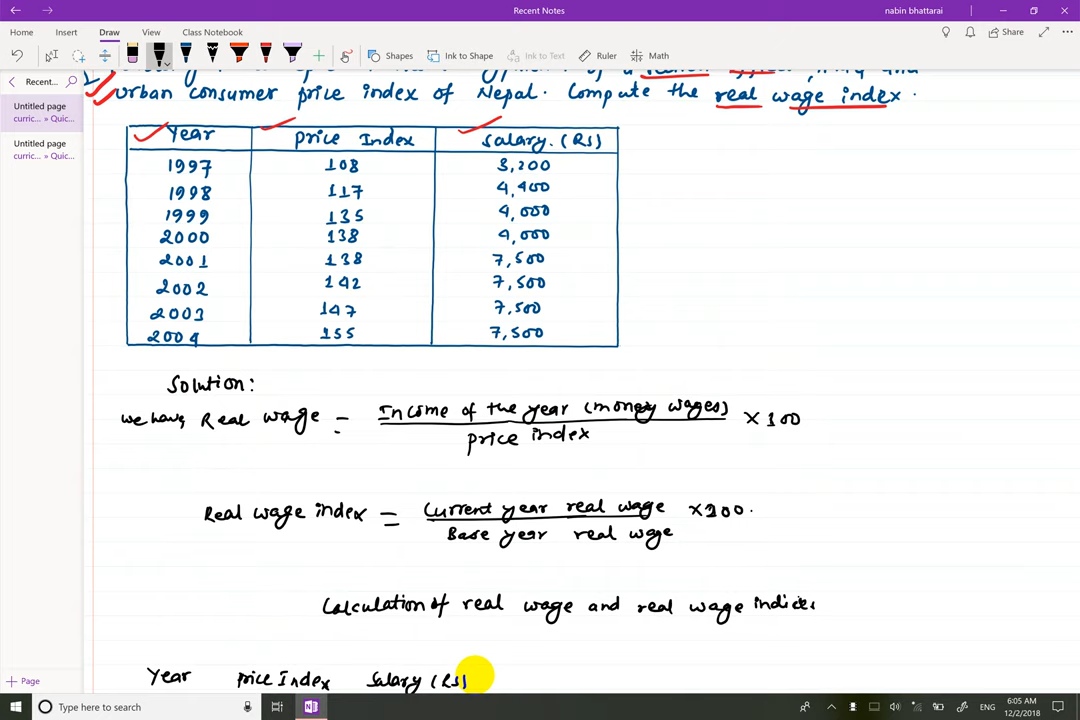 Recent Notes
nabin bhattarai
Home Insert Draw View Class Notebook
Share
Shapes Ink to Shape Ink to Text Ruler Math
Recent...
Untitled page
curric... » Quic...
Untitled page
curric... » Quic...
urban consumer price index of Nepal. Compute the real wage index.
Year price Index Salary.(Rs)
1997 108 3,200
1998 117 4,400
1999 135 4,000
2000 138 4,000
2001 138 7,500
2002 142 7,500
2003 147 7,500
2004 155 7,500
Solution:
we have, Real wage = Income of the year (money wages) / price index × 100
Real wage index = Current year real wage / Base year real wage × 100.
Calculation of real wage and real wage indices
Year price Index Salary (Rs)
+ Page
Type here to search
ENG
6:05 AM
12/2/2018